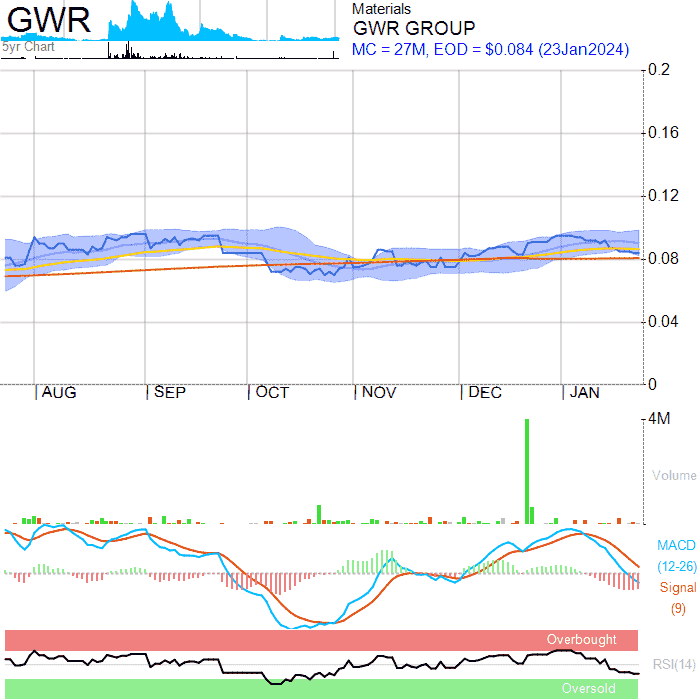 GWR
5yr Chart
Materials
GWR GROUP
MC = 27M, EOD = $0.084 (23Jan2024)
0.2
0.16
0.12
0.08
0.04
0
AUG SEP OCT NOV DEC JAN
4M
Volume
MACD
(12-26)
Signal
(9)
Overbought
RSI(14)
Oversold